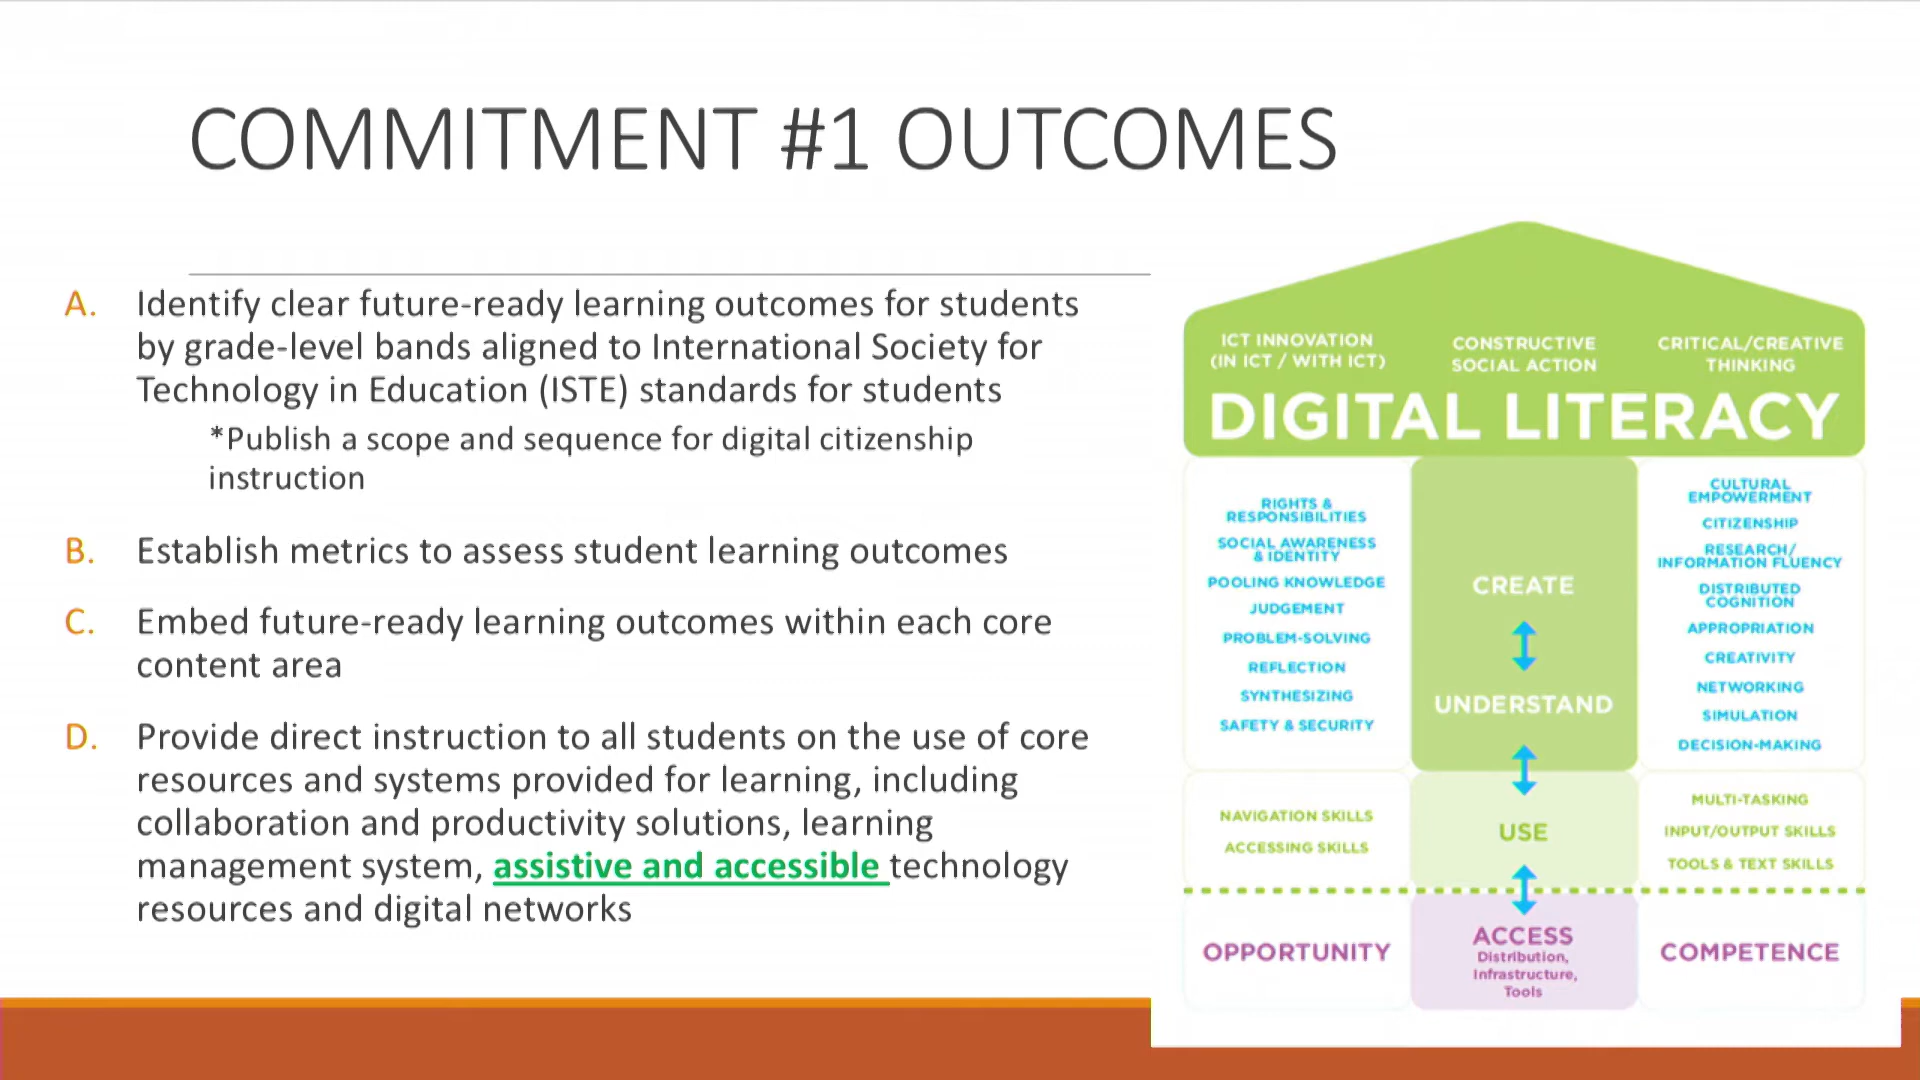 COMMITMENT #1 OUTCOMES
A. Identify clear future-ready learning outcomes for students
by grade-level bands aligned to International Society for
Technology in Education (ISTE) standards for students
*Publish a scope and sequence for digital citizenship
instruction
B. Establish metrics to assess student learning outcomes
C. Embed future-ready learning outcomes within each core
content area
D. Provide direct instruction to all students on the use of core
resources and systems provided for learning, including
collaboration and productivity solutions, learning
management system, assistive and accessible technology
resources and digital networks
ICT INNOVATION
(IN ICT / WITH ICT)
CONSTRUCTIVE
SOCIAL ACTION
CRITICAL/CREATIVE
THINKING
DIGITAL LITERACY
RIGHTS &
RESPONSIBILITIES
SOCIAL AWARENESS
& IDENTITY
POOLING KNOWLEDGE
JUDGEMENT
PROBLEM-SOLVING
REFLECTION
SYNTHESIZING
SAFETY & SECURITY
CREATE
UNDERSTAND
CULTURAL
EMPOWERMENT
CITIZENSHIP
RESEARCH/
INFORMATION FLUENCY
DISTRIBUTED
COGNITION
APPROPRIATION
CREATIVITY
NETWORKING
SIMULATION
DECISION-MAKING
NAVIGATION SKILLS
ACCESSING SKILLS
USE
MULTI-TASKING
INPUT/OUTPUT SKILLS
TOOLS & TEXT SKILLS
OPPORTUNITY
ACCESS
Distribution,
Infrastructure,
Tools
COMPETENCE